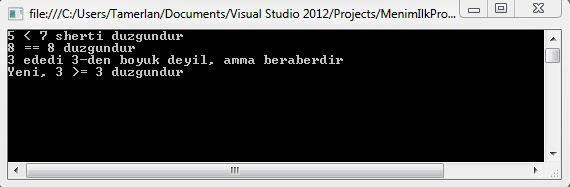 file:///C:/Users/Tamerlan/Documents/Visual Studio 2012/Projects/MenimIlkPro...
5 < 7 sherti duzgundur
8 == 8 duzgundur
3 ededi 3-den boyuk deyil, amma beraberdir
Yeni, 3 >= 3 duzgundur